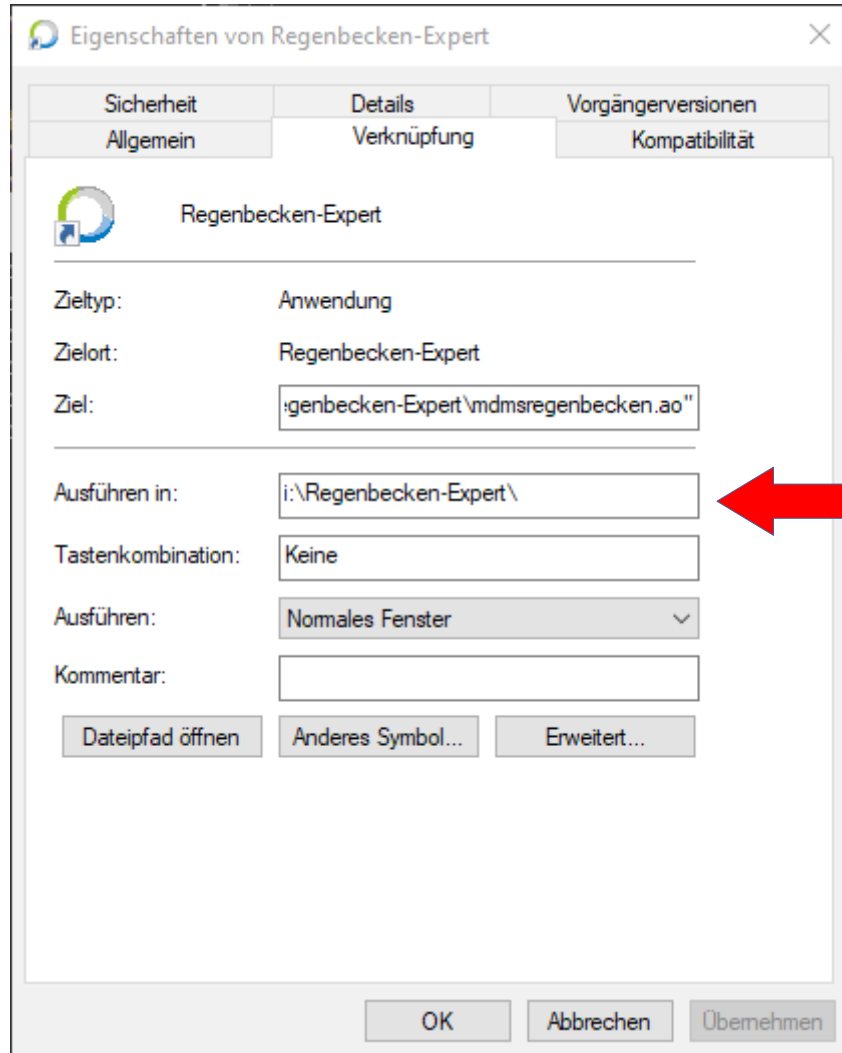 Eigenschaften von Regenbecken-Expert
Sicherheit Details Vorgängerversionen
Allgemein Verknüpfung Kompatibilität
Regenbecken-Expert
Zieltyp: Anwendung
Zielort: Regenbecken-Expert
Ziel: egenbecken-Expert\mdmsregenbecken.ao"
Ausführen in: i:\Regenbecken-Expert\
Tastenkombination: Keine
Ausführen: Normales Fenster
Kommentar:
Dateipfad öffnen Anderes Symbol... Erweitert...
OK Abbrechen Übernehmen